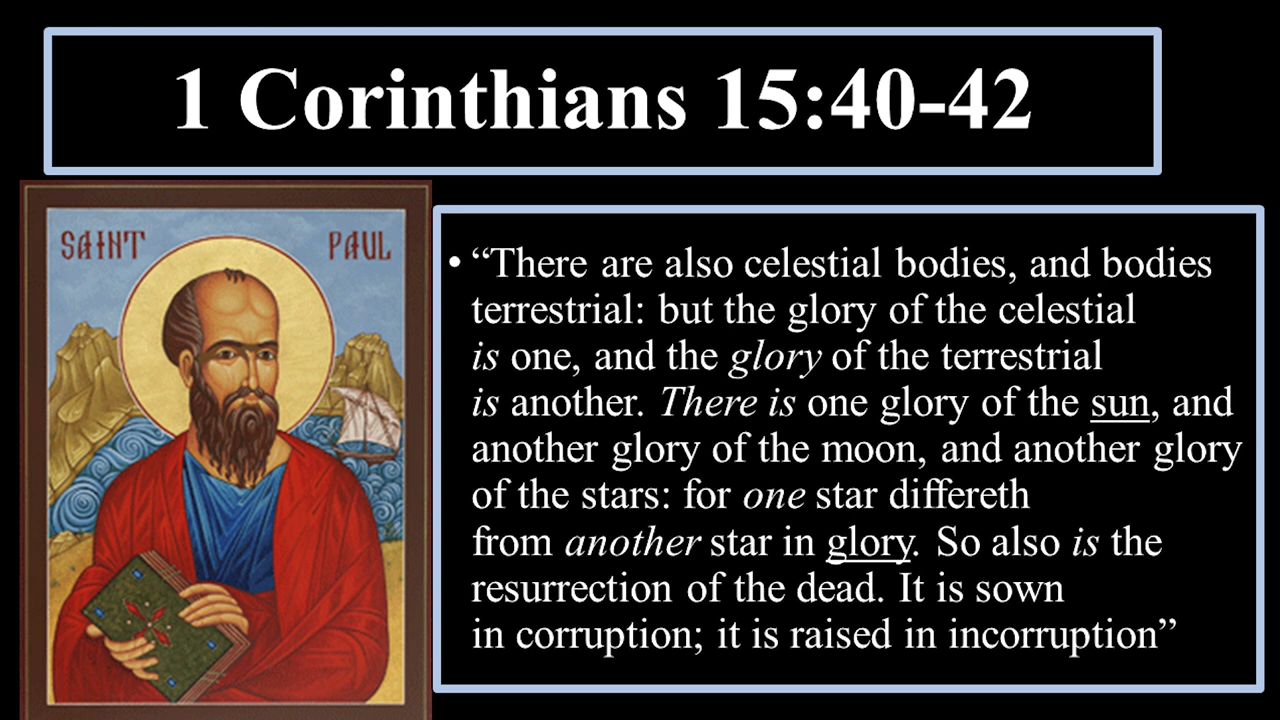 1 Corinthians 15:40-42
SAINT PAUL
• “There are also celestial bodies, and bodies
terrestrial: but the glory of the celestial
is one, and the glory of the terrestrial
is another. There is one glory of the sun, and
another glory of the moon, and another glory
of the stars: for one star differeth
from another star in glory. So also is the
resurrection of the dead. It is sown
in corruption; it is raised in incorruption”